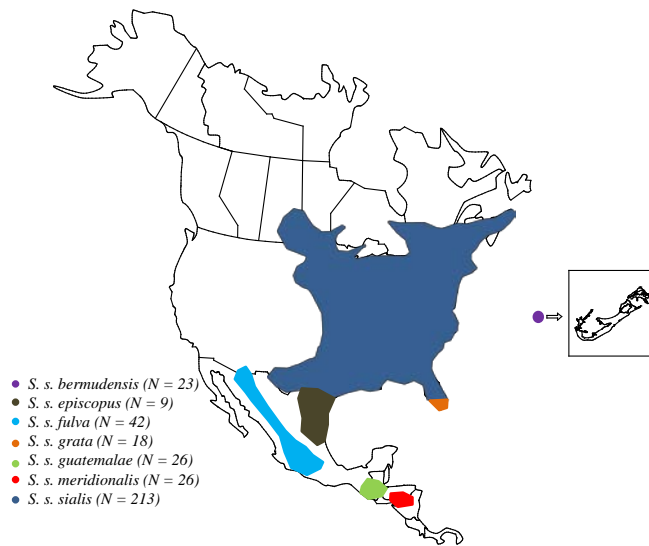 S. s. bermudensis (N = 23)
S. s. episcopus (N = 9)
S. s. fulva (N = 42)
S. s. grata (N = 18)
S. s. guatemalae (N = 26)
S. s. meridionalis (N = 26)
S. s. sialis (N = 213)